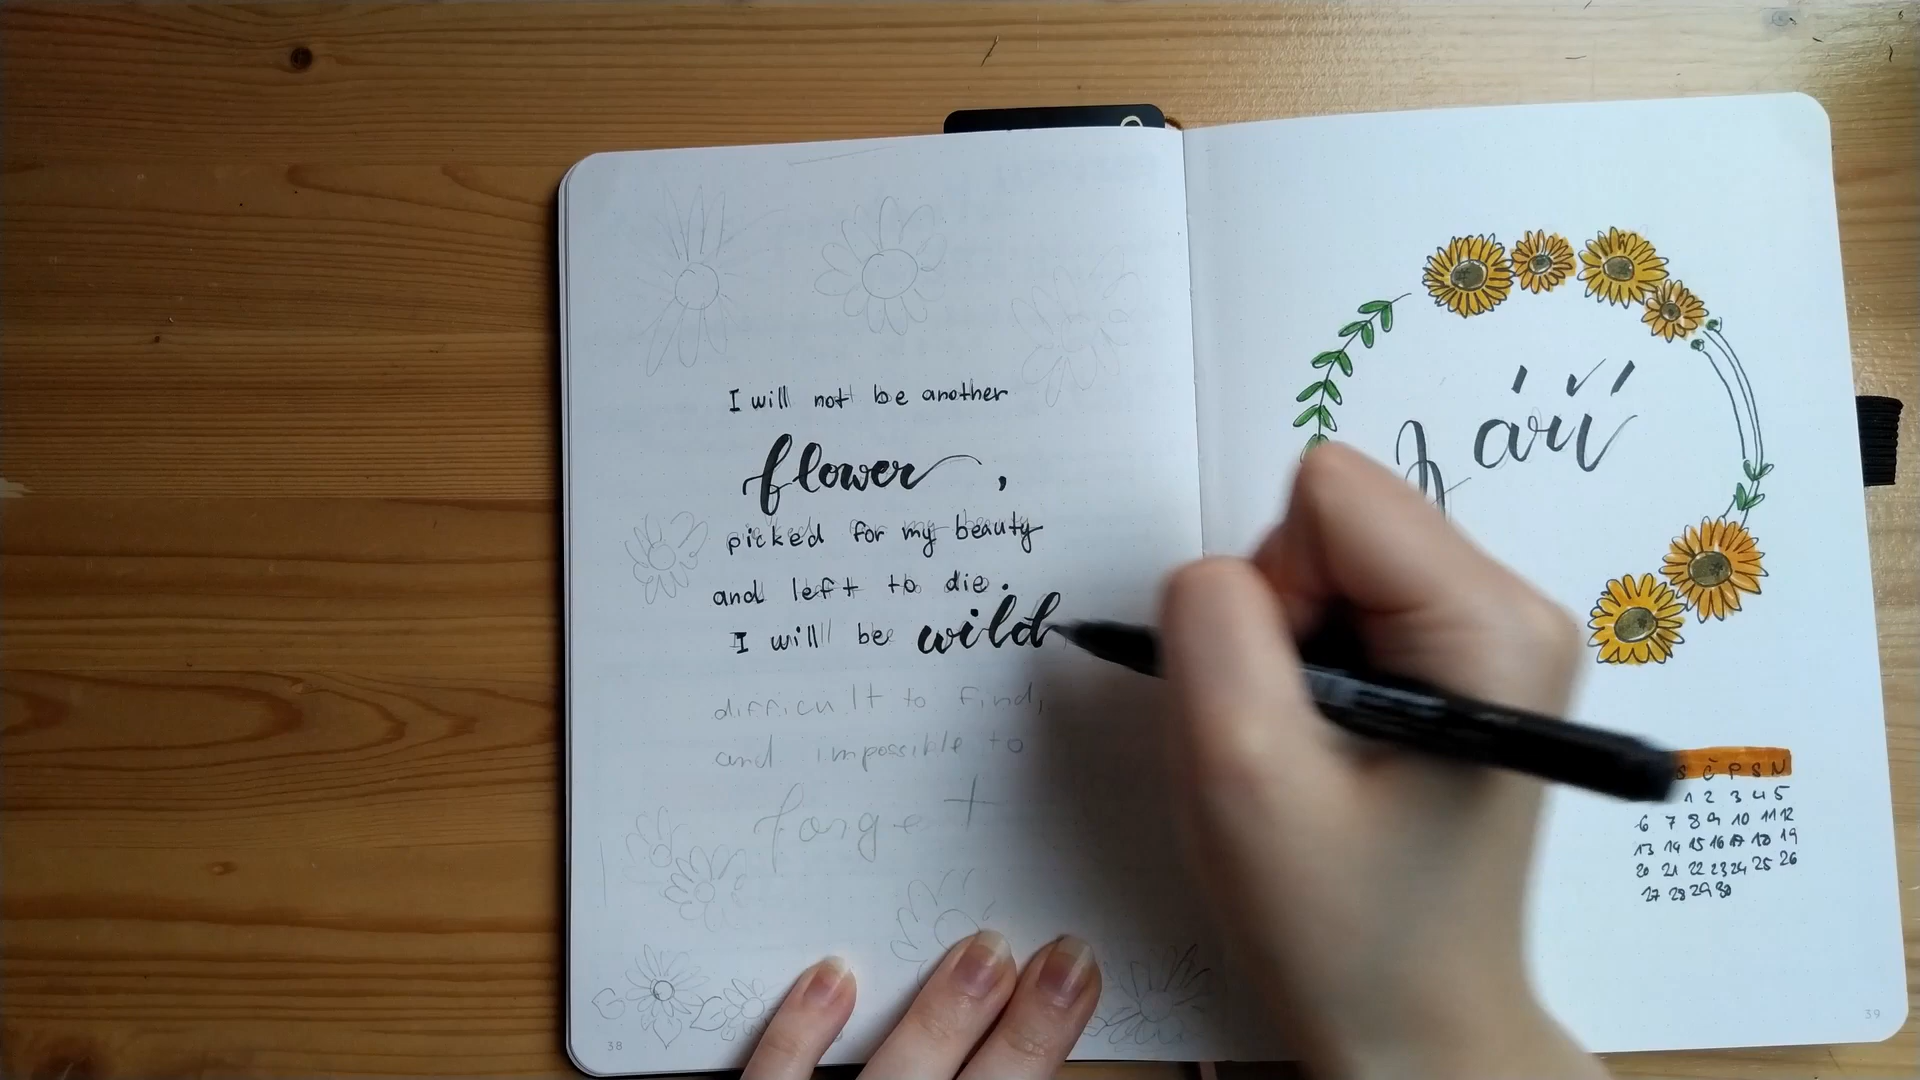 I will not be another
flower,
picked for my beauty
and left to die.
I will be wild
difficult to find,
and impossible to
forget
38
Září
S Č P S N
1 2 3 4 5
6 7 8 9 10 11 12
13 14 15 16 17 18 19
20 21 22 23 24 25 26
27 28 29 30
39